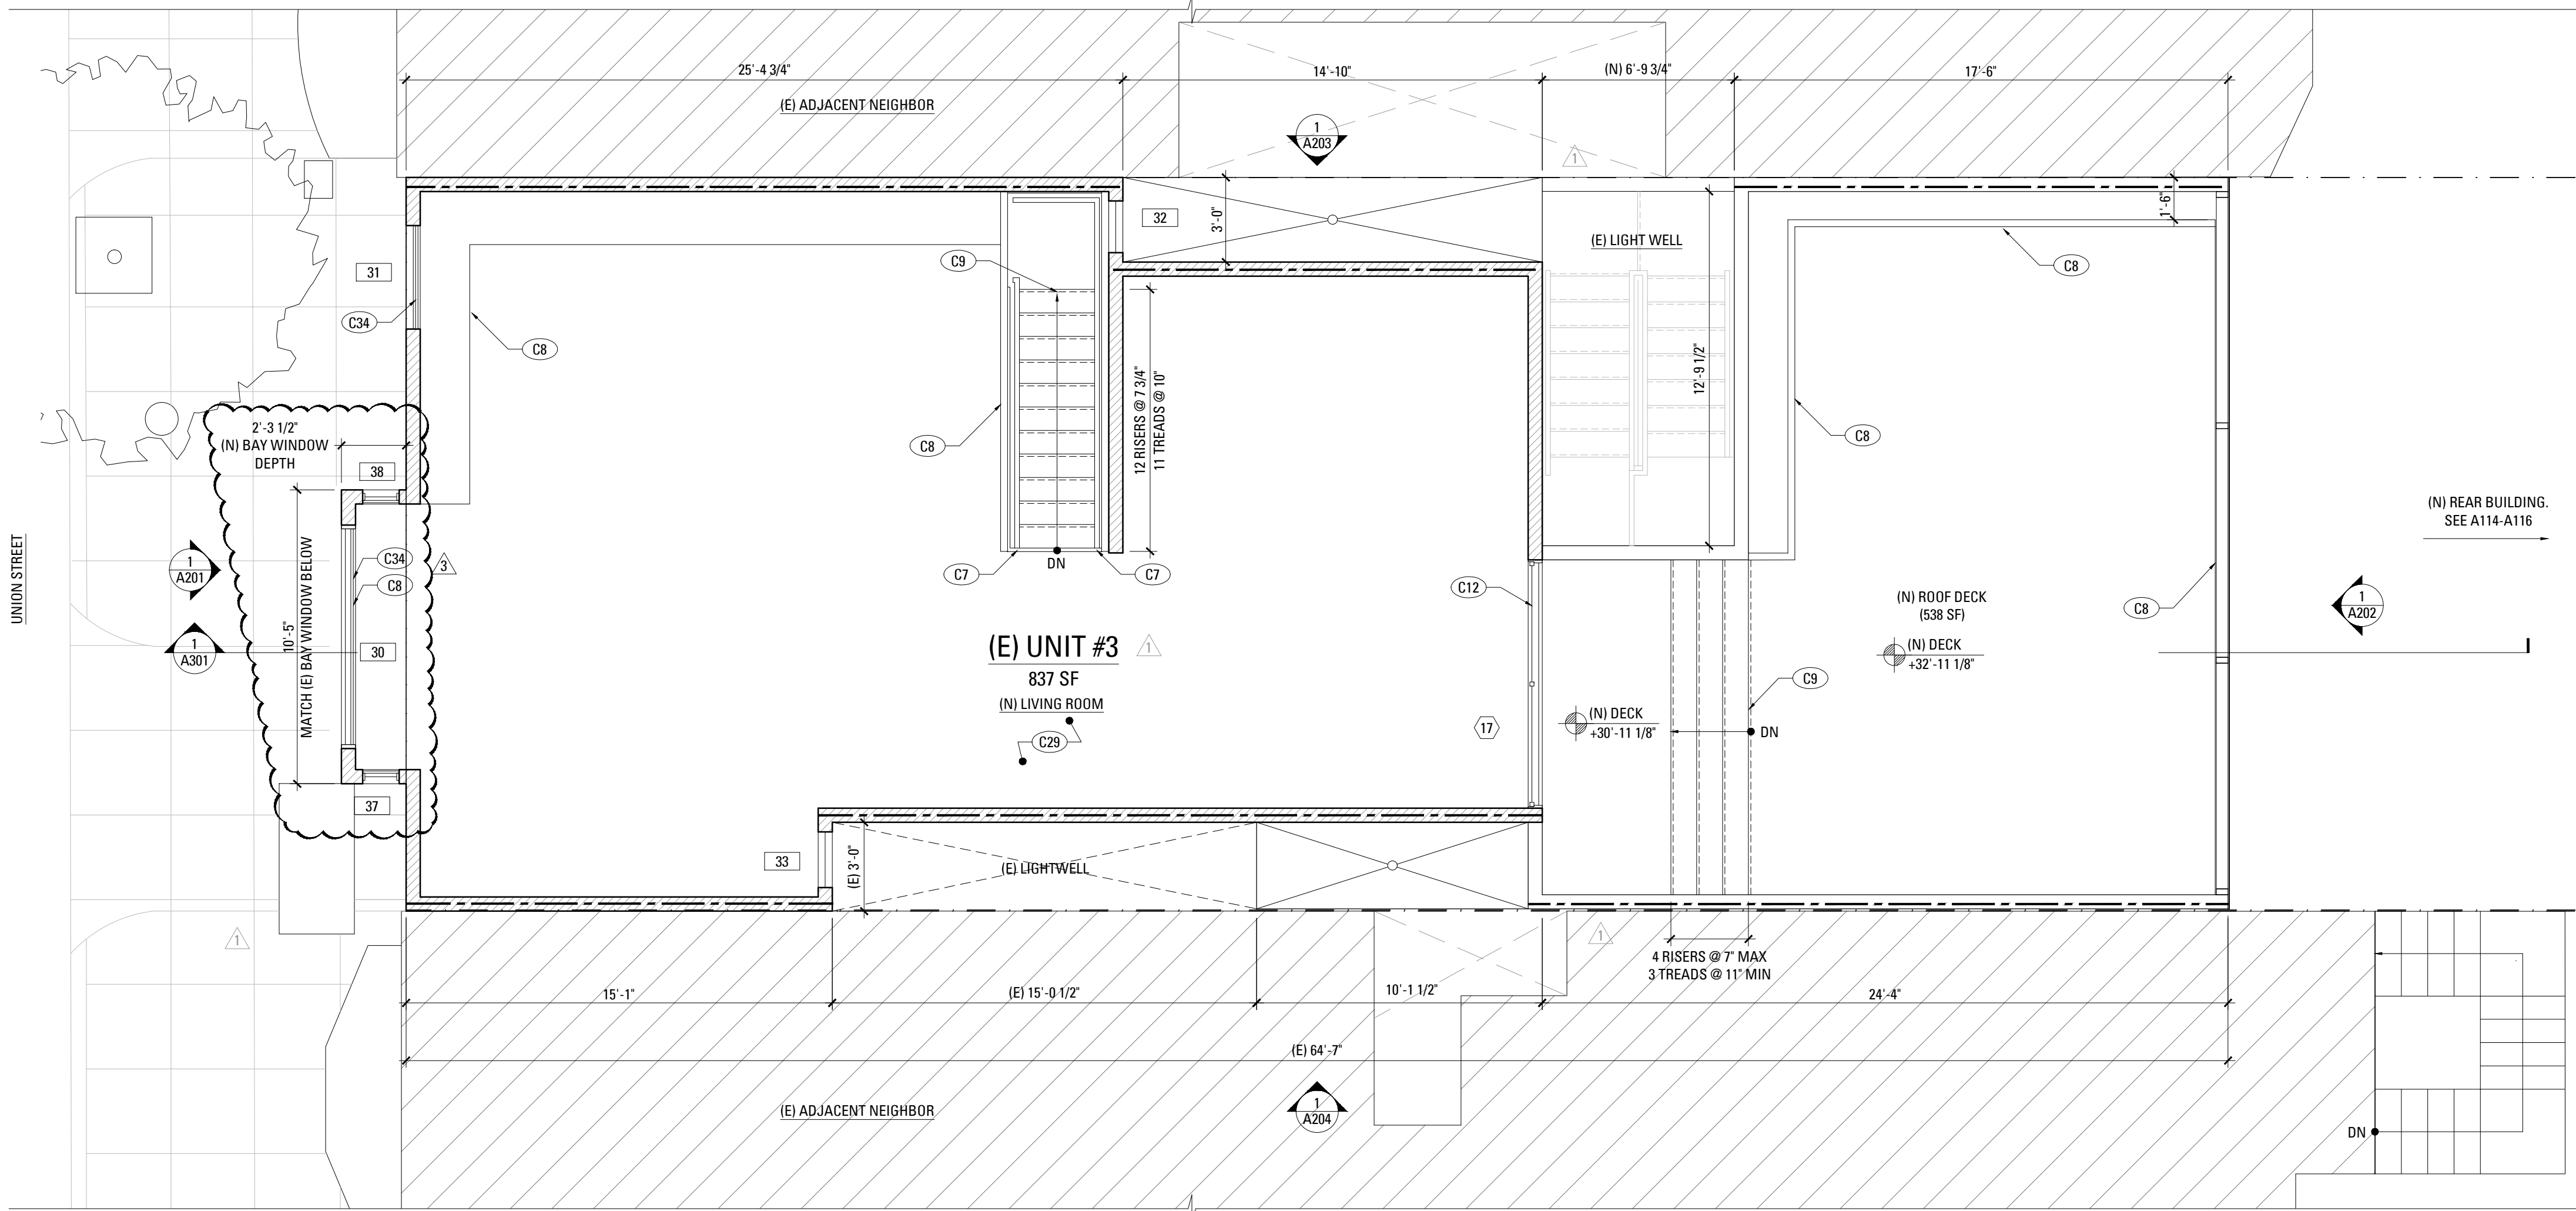 25'-4 3/4"
14'-10"
(N) 6'-9 3/4"
17'-6"
(E) ADJACENT NEIGHBOR
1
A203
1
3'-0"
32
1'-6"
(E) LIGHT WELL
31
C9
C8
C34
C8
12'-9 1/2"
12 RISERS @ 7 3/4"
11 TREADS @ 10"
2'-3 1/2"
(N) BAY WINDOW
DEPTH
C8
C8
38
(N) REAR BUILDING.
SEE A114-A116
UNION STREET
1
A201
C34
3
DN
C7
C7
C8
C12
1
A301
10'-5"
MATCH (E) BAY WINDOW BELOW
30
(N) ROOF DECK
(538 SF)
C8
1
A202
(E) UNIT #3
1
837 SF
(N) LIVING ROOM
(N) DECK
+32'-11 1/8"
C9
C29
17
(N) DECK
+30'-11 1/8"
DN
37
33
(E) 3'-0"
(E) LIGHTWELL
1
1
4 RISERS @ 7" MAX
3 TREADS @ 11" MIN
15'-1"
(E) 15'-0 1/2"
10'-1 1/2"
24'-4"
(E) 64'-7"
(E) ADJACENT NEIGHBOR
1
A204
DN